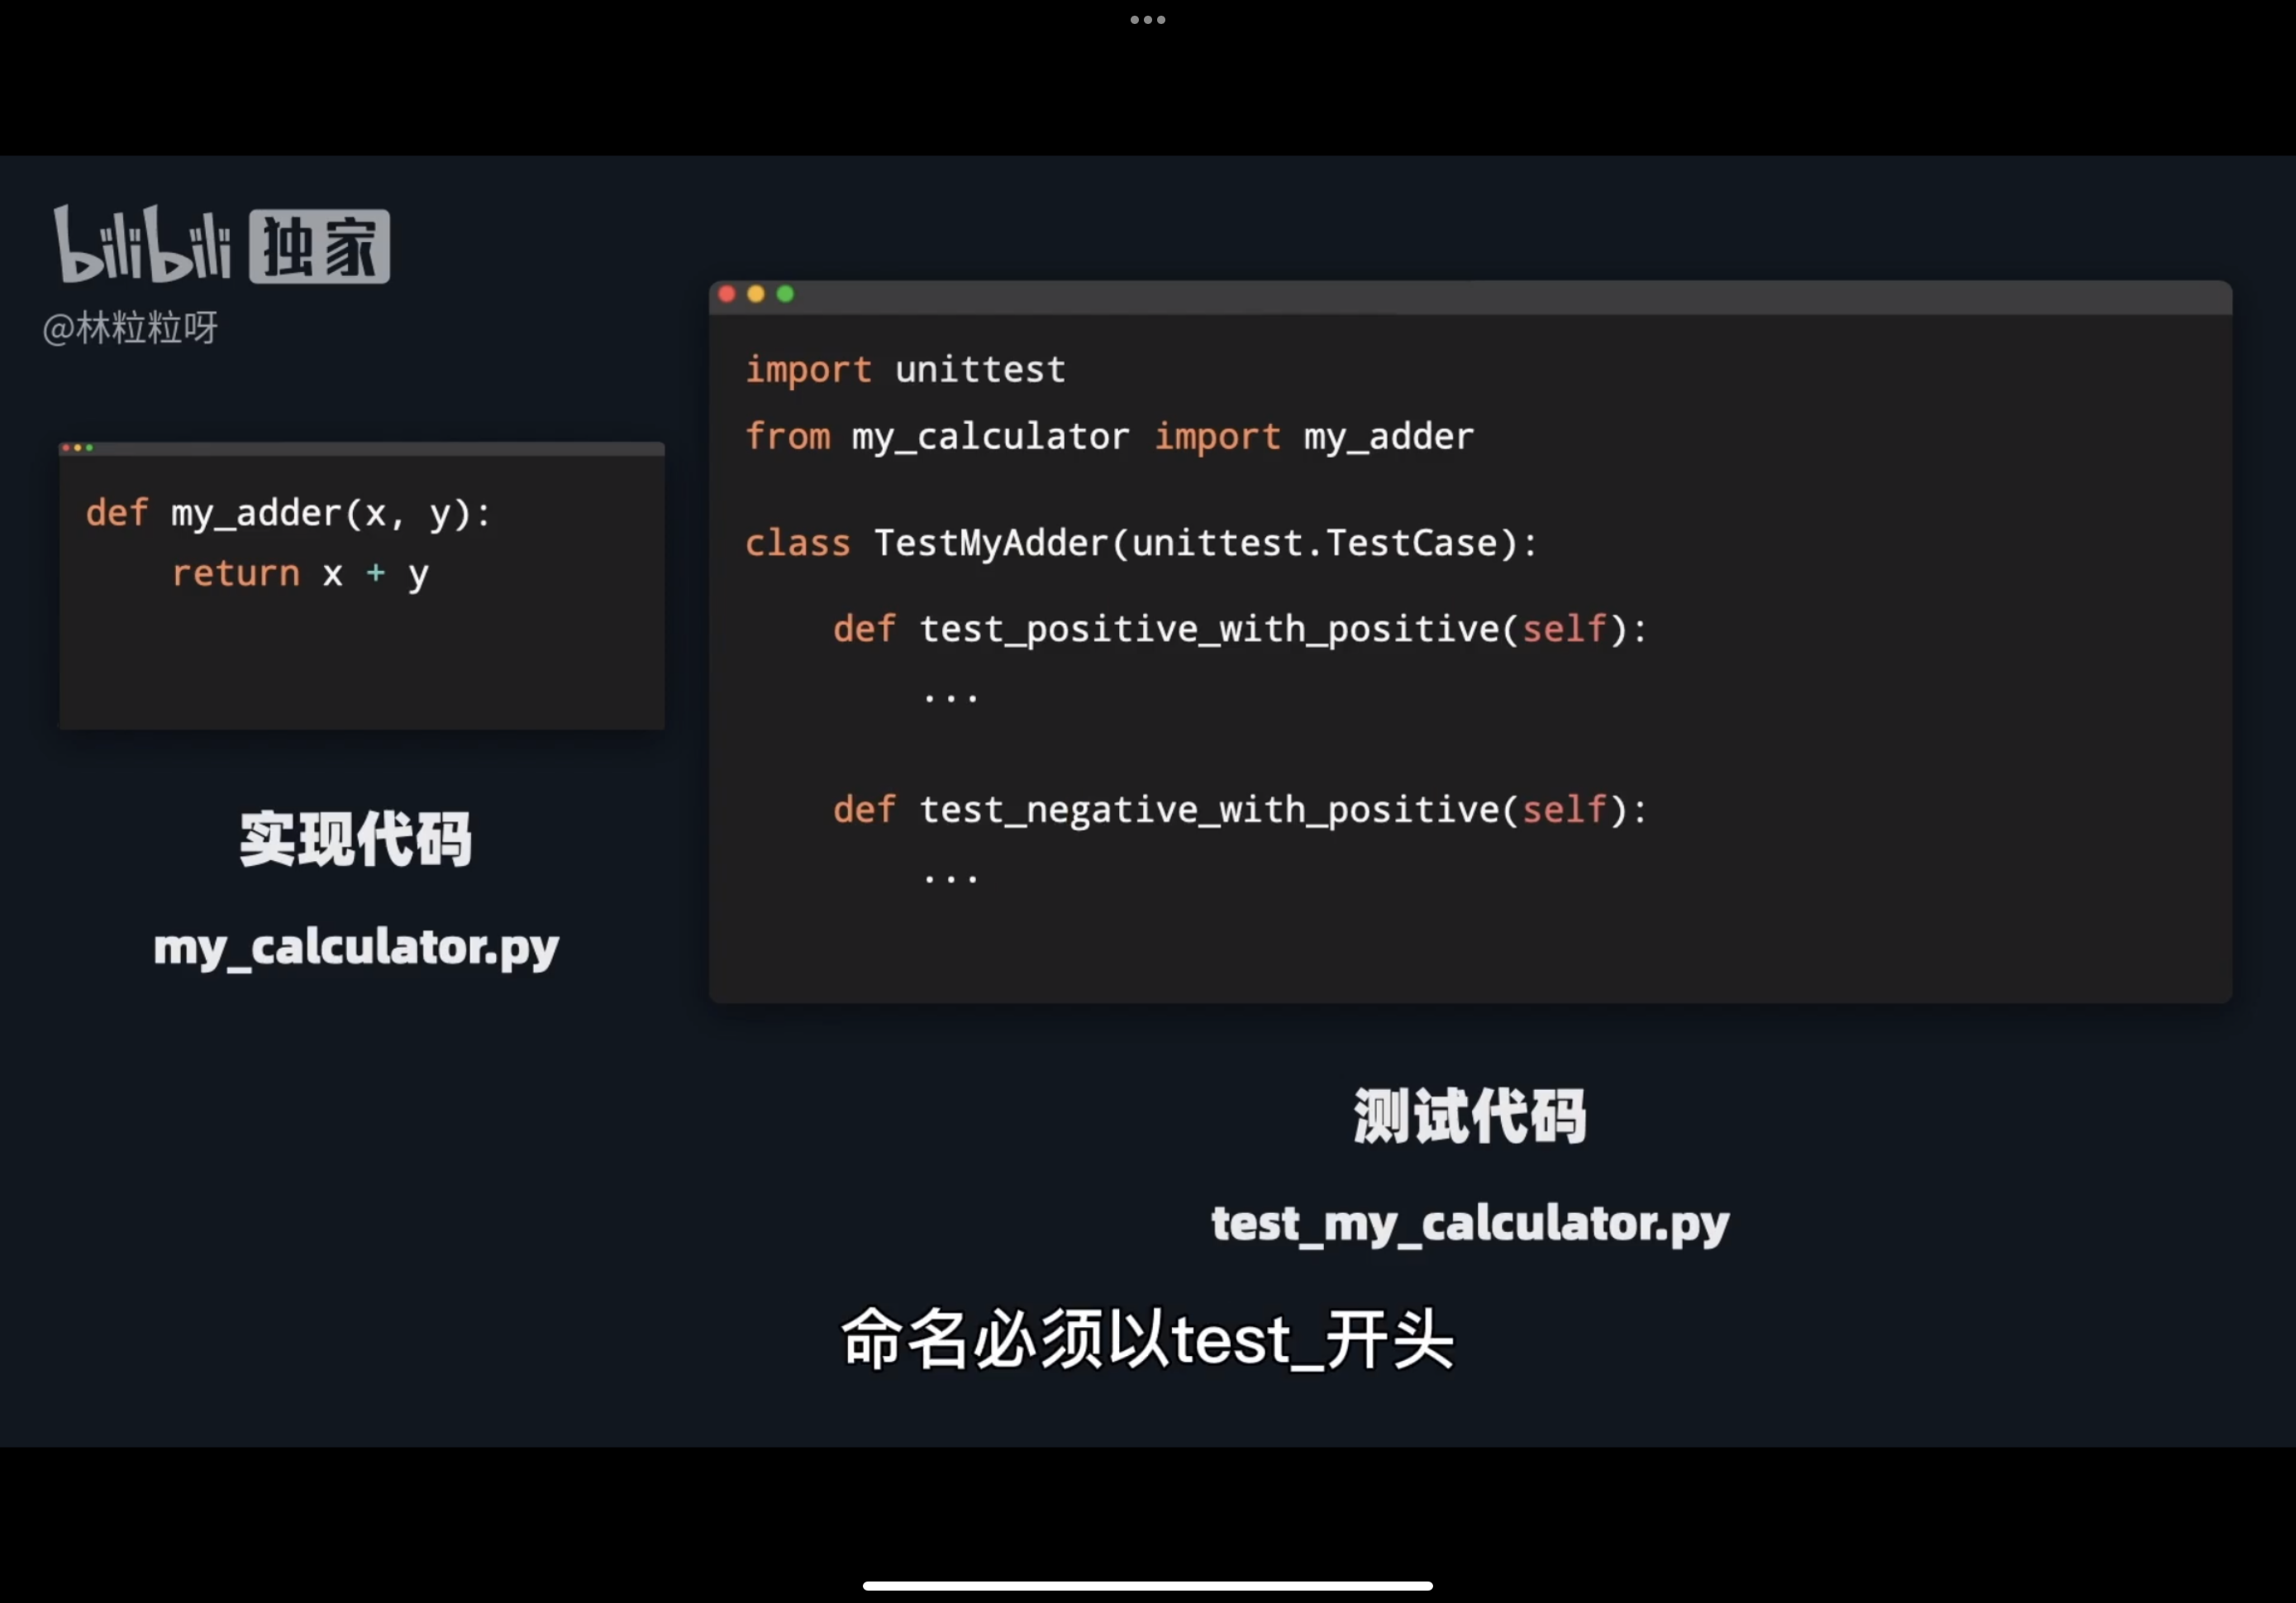 bilibili 独家
@林粒粒呀
def my_adder(x, y):
    return x + y
实现代码
my_calculator.py
import unittest
from my_calculator import my_adder
class TestMyAdder(unittest.TestCase):
    def test_positive_with_positive(self):
        ...
    def test_negative_with_positive(self):
        ...
测试代码
test_my_calculator.py
命名必须以test_开头